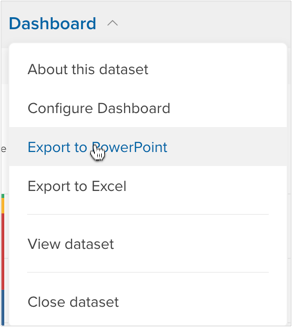 Dashboard
About this dataset
Configure Dashboard
Export to PowerPoint
Export to Excel
View dataset
Close dataset